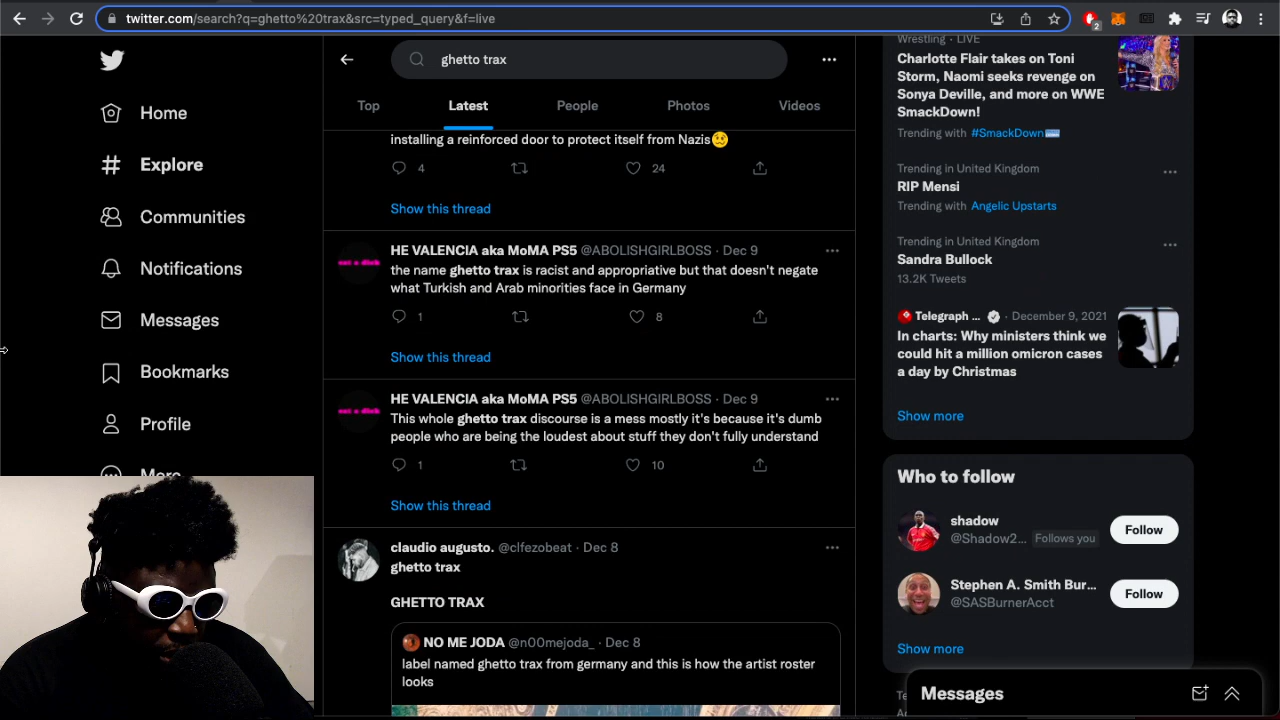 twitter.com/search?q=ghetto%20trax&src=typed_query&f=live
2
Home
Explore
Communities
Notifications
Messages
Bookmarks
Profile
More
ghetto trax
Top
Latest
People
Photos
Videos
installing a reinforced door to protect itself from Nazis🥴
4
24
Show this thread
HE VALENCIA aka MoMA PS5 @ABOLISHGIRLBOSS · Dec 9
the name ghetto trax is racist and appropriative but that doesn't negate
what Turkish and Arab minorities face in Germany
1
8
Show this thread
HE VALENCIA aka MoMA PS5 @ABOLISHGIRLBOSS · Dec 9
This whole ghetto trax discourse is a mess mostly it's because it's dumb
people who are being the loudest about stuff they don't fully understand
1
10
Show this thread
claudio augusto. @clfezobeat · Dec 8
ghetto trax
GHETTO TRAX
NO ME JODA @n00mejoda_ · Dec 8
label named ghetto trax from germany and this is how the artist roster
looks
Wrestling · LIVE
Charlotte Flair takes on Toni
Storm, Naomi seeks revenge on
Sonya Deville, and more on WWE
SmackDown!
Trending with #SmackDown
Trending in United Kingdom
RIP Mensi
Trending with Angelic Upstarts
Trending in United Kingdom
Sandra Bullock
13.2K Tweets
Telegraph ... · December 9, 2021
In charts: Why ministers think we
could hit a million omicron cases
a day by Christmas
Show more
Who to follow
shadow
@Shadow2... Follows you
Follow
Stephen A. Smith Bur...
@SASBurnerAcct
Follow
Show more
Messages